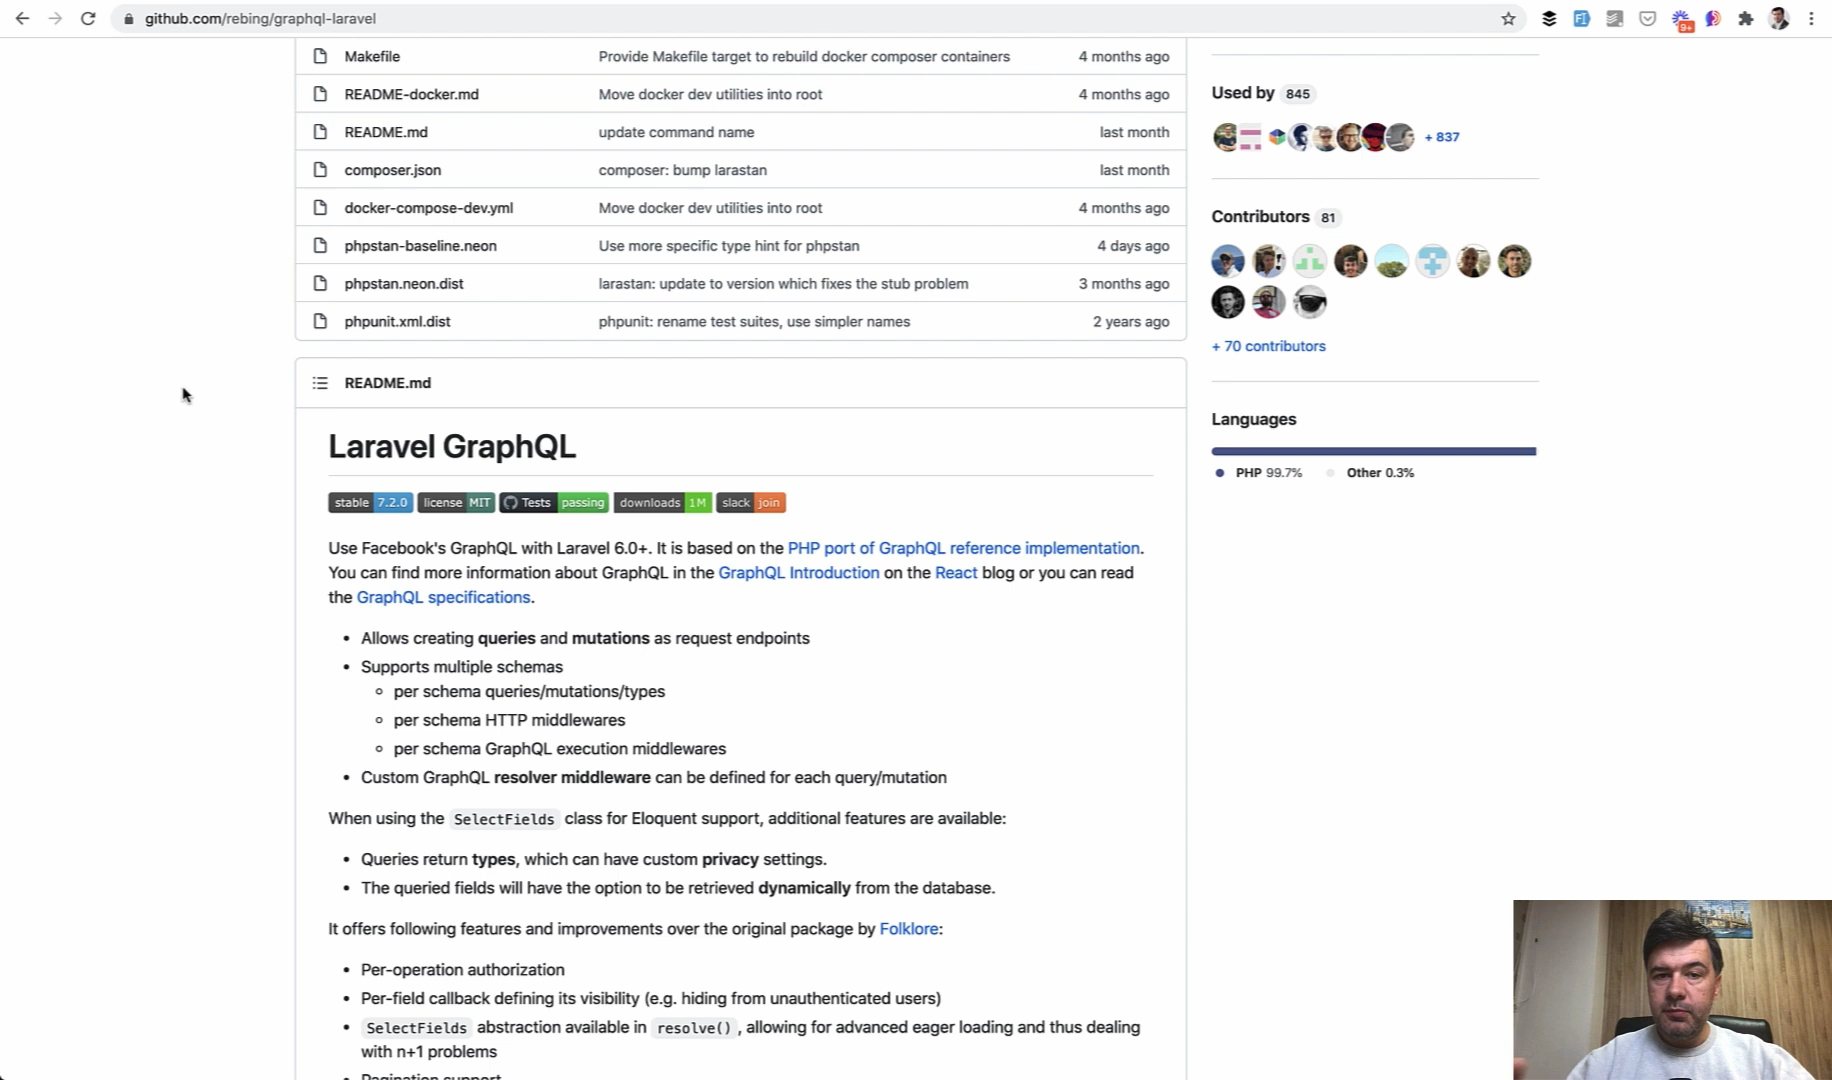 github.com/rebing/graphql-laravel
9+
Makefile Provide Makefile target to rebuild docker composer containers 4 months ago
README-docker.md Move docker dev utilities into root 4 months ago
README.md update command name last month
composer.json composer: bump larastan last month
docker-compose-dev.yml Move docker dev utilities into root 4 months ago
phpstan-baseline.neon Use more specific type hint for phpstan 4 days ago
phpstan.neon.dist larastan: update to version which fixes the stub problem 3 months ago
phpunit.xml.dist phpunit: rename test suites, use simpler names 2 years ago
README.md
Laravel GraphQL
stable 7.2.0 license MIT Tests passing downloads 1M slack join
Use Facebook's GraphQL with Laravel 6.0+. It is based on the PHP port of GraphQL reference implementation.
You can find more information about GraphQL in the GraphQL Introduction on the React blog or you can read
the GraphQL specifications.
• Allows creating queries and mutations as request endpoints
• Supports multiple schemas
◦ per schema queries/mutations/types
◦ per schema HTTP middlewares
◦ per schema GraphQL execution middlewares
• Custom GraphQL resolver middleware can be defined for each query/mutation
When using the SelectFields class for Eloquent support, additional features are available:
• Queries return types, which can have custom privacy settings.
• The queried fields will have the option to be retrieved dynamically from the database.
It offers following features and improvements over the original package by Folklore:
• Per-operation authorization
• Per-field callback defining its visibility (e.g. hiding from unauthenticated users)
• SelectFields abstraction available in resolve(), allowing for advanced eager loading and thus dealing
with n+1 problems
• Pagination support
Used by 845
+ 837
Contributors 81
+ 70 contributors
Languages
PHP 99.7% Other 0.3%